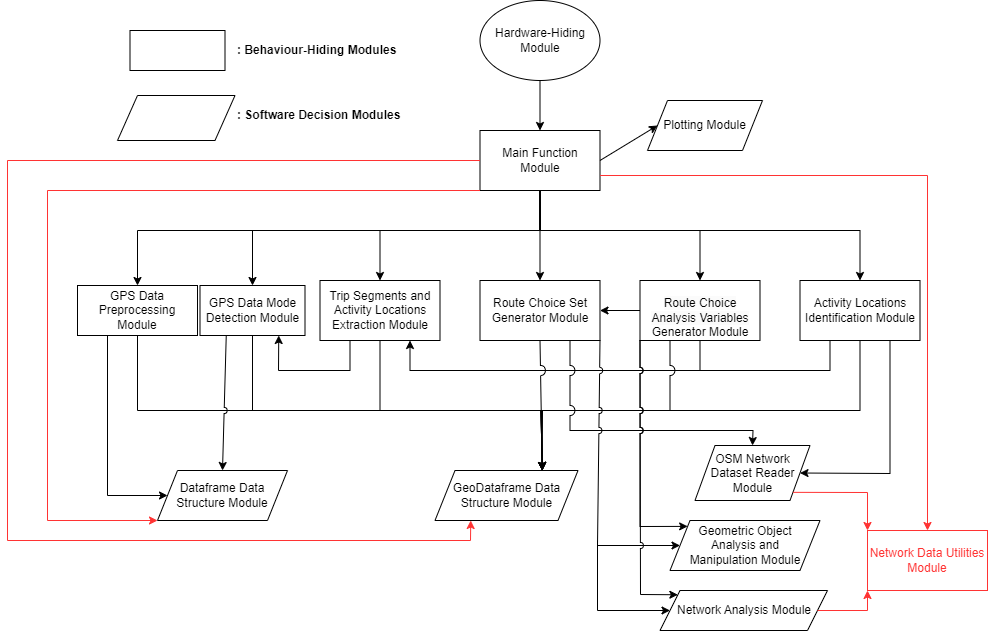 Hardware-Hiding
Module
: Behaviour-Hiding Modules
: Software Decision Modules
Plotting Module
Main Function
Module
GPS Data
Preprocessing
Module
GPS Data Mode
Detection Module
Trip Segments and
Activity Locations
Extraction Module
Route Choice Set
Generator Module
Route Choice
Analysis Variables
Generator Module
Activity Locations
Identification Module
OSM Network
Dataset Reader
Module
Dataframe Data
Structure Module
GeoDataframe Data
Structure Module
Geometric Object
Analysis and
Manipulation Module
Network Data Utilities
Module
Network Analysis Module